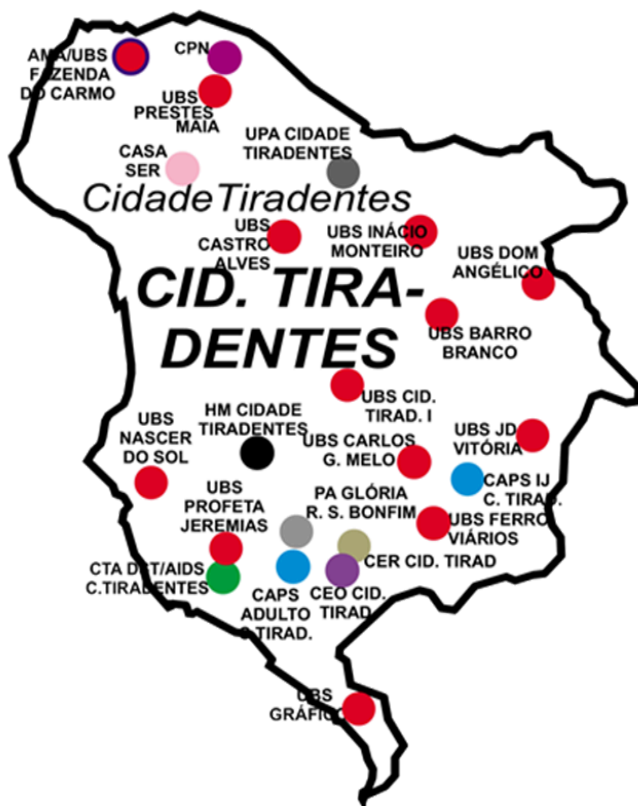 AMA/UBS
FAZENDA
DO CARMO
CPN
UBS
PRESTES
MAIA
CASA
SER
UPA CIDADE
TIRADENTES
CidadeTiradentes
UBS
CASTRO
ALVES
UBS INÁCIO
MONTEIRO
UBS DOM
ANGÉLICO
CID. TIRA-
DENTES
UBS BARRO
BRANCO
UBS CID.
TIRAD. I
UBS
NASCER
DO SOL
HM CIDADE
TIRADENTES
UBS CARLOS
G. MELO
UBS JD
VITÓRIA
CAPS IJ
C. TIRAD.
UBS
PROFETA
JEREMIAS
PA GLÓRIA
R. S. BONFIM
UBS FERRO
VIÁRIOS
CTA DST/AIDS
C.TIRADENTES
CAPS
ADULTO
C.TIRAD.
CEO CID.
TIRAD
CER CID. TIRAD
UBS
GRÁFICO